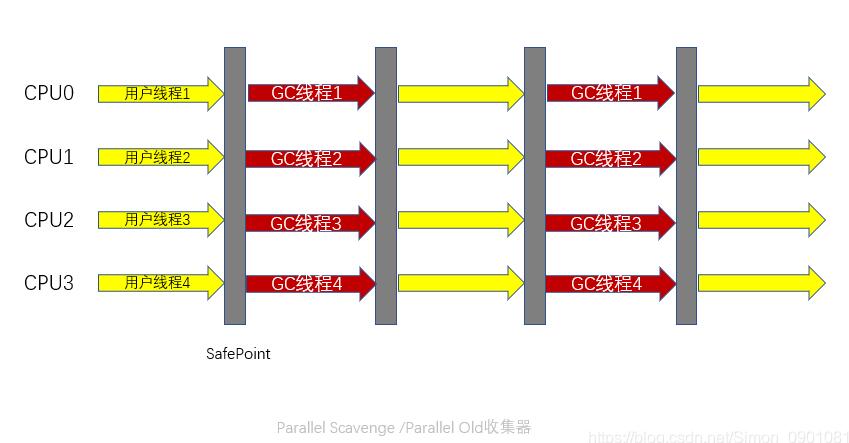 CPU0 用户线程1 GC线程1 GC线程1
CPU1 用户线程2 GC线程2 GC线程2
CPU2 用户线程3 GC线程3 GC线程3
CPU3 用户线程4 GC线程4 GC线程4
SafePoint
Parallel Scavenge /Parallel Old收集器
https://blog.csdn.net/Simon_0901081